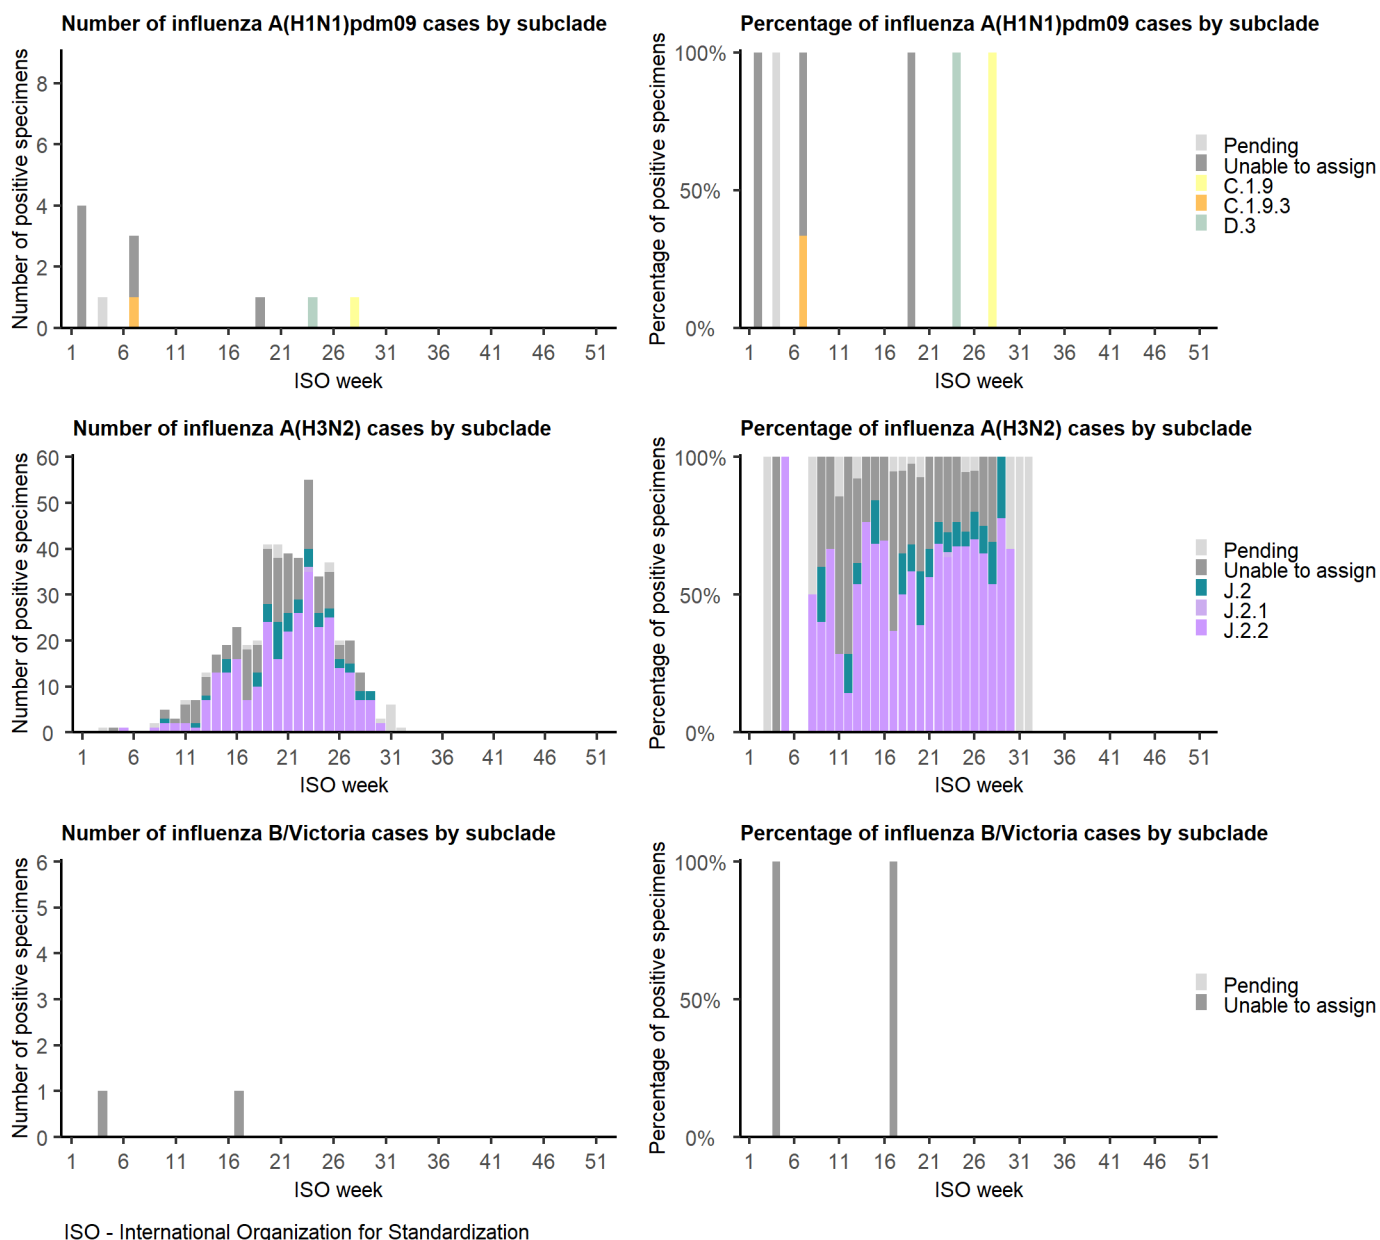 Number of influenza A(H1N1)pdm09 cases by subclade
Number of positive specimens
8
6
4
2
0
1 6 11 16 21 26 31 36 41 46 51
ISO week
Percentage of influenza A(H1N1)pdm09 cases by subclade
Percentage of positive specimens
100%
50%
0%
1 6 11 16 21 26 31 36 41 46 51
ISO week
Pending
Unable to assign
C.1.9
C.1.9.3
D.3
Number of influenza A(H3N2) cases by subclade
Number of positive specimens
60
50
40
30
20
10
0
1 6 11 16 21 26 31 36 41 46 51
ISO week
Percentage of influenza A(H3N2) cases by subclade
Percentage of positive specimens
100%
50%
0%
1 6 11 16 21 26 31 36 41 46 51
ISO week
Pending
Unable to assign
J.2
J.2.1
J.2.2
Number of influenza B/Victoria cases by subclade
Number of positive specimens
6
5
4
3
2
1
0
1 6 11 16 21 26 31 36 41 46 51
ISO week
Percentage of influenza B/Victoria cases by subclade
Percentage of positive specimens
100%
50%
0%
1 6 11 16 21 26 31 36 41 46 51
ISO week
Pending
Unable to assign
ISO - International Organization for Standardization